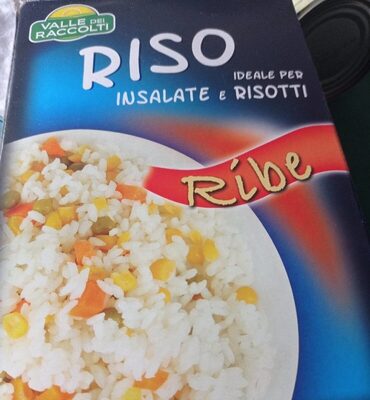 VALLE DEI
RACCOLTI
RISO
IDEALE PER
INSALATE E RISOTTI
Ribe